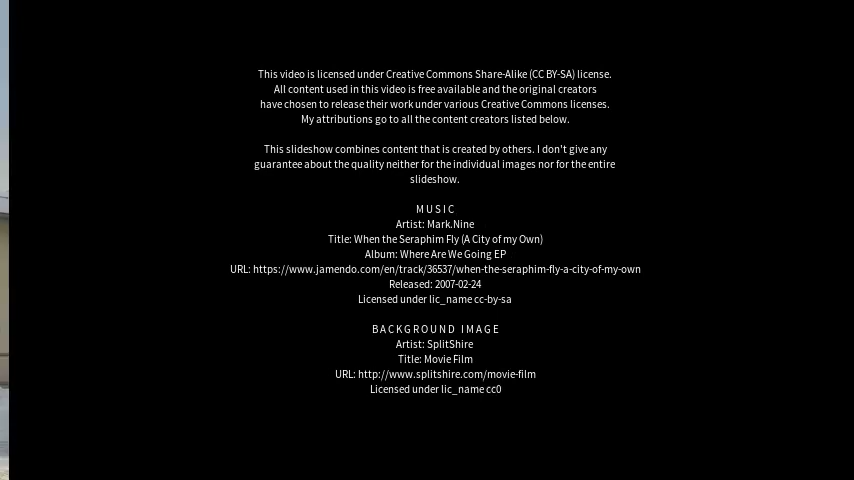 This video is licensed under Creative Commons Share-Alike (CC BY-SA) license.
All content used in this video is free available and the original creators
have chosen to release their work under various Creative Commons licenses.
My attributions go to all the content creators listed below.
This slideshow combines content that is created by others. I don't give any
guarantee about the quality neither for the individual images nor for the entire
slideshow.
MUSIC
Artist: Mark.Nine
Title: When the Seraphim Fly (A City of my Own)
Album: Where Are We Going EP
URL: https://www.jamendo.com/en/track/36537/when-the-seraphim-fly-a-city-of-my-own
Released: 2007-02-24
Licensed under lic_name cc-by-sa
BACKGROUND IMAGE
Artist: SplitShire
Title: Movie Film
URL: http://www.splitshire.com/movie-film
Licensed under lic_name cc0